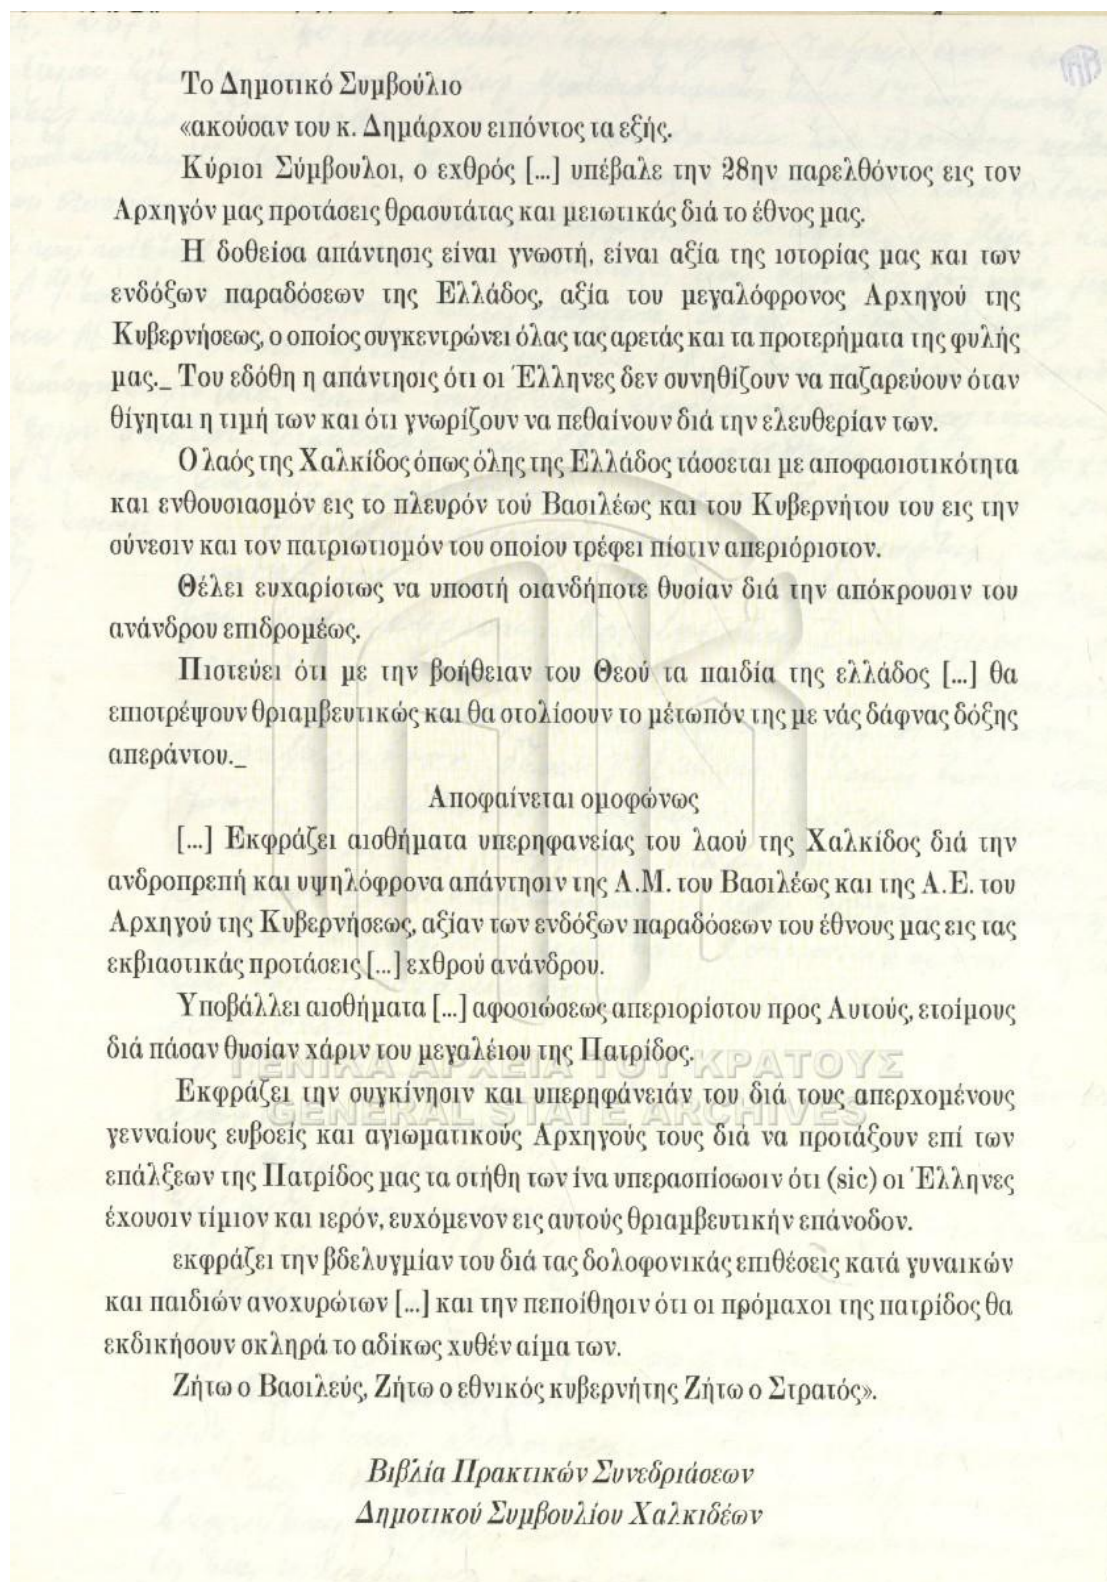 Το Δημοτικό Συμβούλιο
«ακούσαν του κ. Δημάρχου ειπόντος τα εξής.
Κύριοι Σύμβουλοι, ο εχθρός [...] υπέβαλε την 28ην παρελθόντος εις τον
Αρχηγόν μας προτάσεις θρασυτάτας και μειωτικάς διά το έθνος μας.
Η δοθείσα απάντησις είναι γνωστή, είναι αξία της ιστορίας μας και των
ενδόξων παραδόσεων της Ελλάδος, αξία του μεγαλόφρονος Αρχηγού της
Κυβερνήσεως, ο οποίος συγκεντρώνει όλας τας αρετάς και τα προτερήματα της φυλής
μας._ Του εδόθη η απάντησις ότι οι Έλληνες δεν συνηθίζουν να παζαρεύουν όταν
θίγηται η τιμή των και ότι γνωρίζουν να πεθαίνουν διά την ελευθερίαν των.
Ο λαός της Χαλκίδος όπως όλης της Ελλάδος τάσσεται με αποφασιστικότητα
και ενθουσιασμόν εις το πλευρόν τού Βασιλέως και του Κυβερνήτου του εις την
σύνεσιν και τον πατριωτισμόν του οποίου τρέφει πίστιν απεριόριστον.
Θέλει ευχαρίστως να υποστή οιανδήποτε θυσίαν διά την απόκρουσιν του
ανάνδρου επιδρομέως.
Πιστεύει ότι με την βοήθειαν του Θεού τα παιδία της ελλάδος [...] θα
επιστρέψουν θριαμβευτικώς και θα στολίσουν το μέτωπόν της με νάς δάφνας δόξης
απεράντου._
Αποφαίνεται ομοφώνως
[...] Εκφράζει αισθήματα υπερηφανείας του λαού της Χαλκίδος διά την
ανδροπρεπή και υψηλόφρονα απάντησιν της Α.Μ. του Βασιλέως και της Α.Ε. του
Αρχηγού της Κυβερνήσεως, αξίαν των ενδόξων παραδόσεων του έθνους μας εις τας
εκβιαστικάς προτάσεις [...] εχθρού ανάνδρου.
Υποβάλλει αισθήματα [...] αφοσιώσεως απεριορίστου προς Αυτούς, ετοίμους
διά πάσαν θυσίαν χάριν του μεγαλείου της Πατρίδος.
ΓΕΝΙΚΑ ΑΡΧΕΙΑ ΤΟΥ ΚΡΑΤΟΥΣ
Εκφράζει την συγκίνησιν και υπερηφάνειάν του διά τους απερχομένους
GENERAL STATE ARCHIVES
γενναίους ευβοείς και αγιωματικούς Αρχηγούς τους διά να προτάξουν επί των
επάλξεων της Πατρίδος μας τα στήθη των ίνα υπερασπίσωσιν ότι (sic) οι Έλληνες
έχουσιν τίμιον και ιερόν, ευχόμενον εις αυτούς θριαμβευτικήν επάνοδον.
εκφράζει την βδελυγμίαν του διά τας δολοφονικάς επιθέσεις κατά γυναικών
και παιδιών ανοχυρώτων [...] και την πεποίθησιν ότι οι πρόμαχοι της πατρίδος θα
εκδικήσουν σκληρά το αδίκως χυθέν αίμα των.
Ζήτω ο Βασιλεύς, Ζήτω ο εθνικός κυβερνήτης Ζήτω ο Στρατός».
Βιβλία Πρακτικών Συνεδριάσεων
Δημοτικού Συμβουλίου Χαλκιδέων